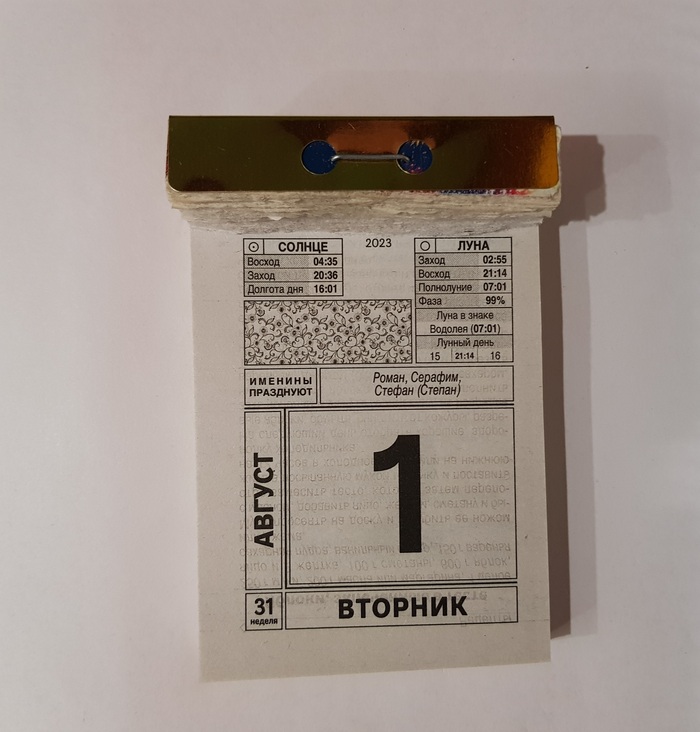 СОЛНЦЕ
Восход 04:35
Заход 20:36
Долгота дня 16:01
2023
ЛУНА
Заход 02:55
Восход 21:14
Полнолуние 07:01
Фаза 99%
Луна в знаке
Водолея (07:01)
Лунный день
15 21:14 16
ИМЕНИНЫ
ПРАЗДНУЮТ
Роман, Серафим,
Стефан (Степан)
АВГУСТ
1
31
неделя
ВТОРНИК